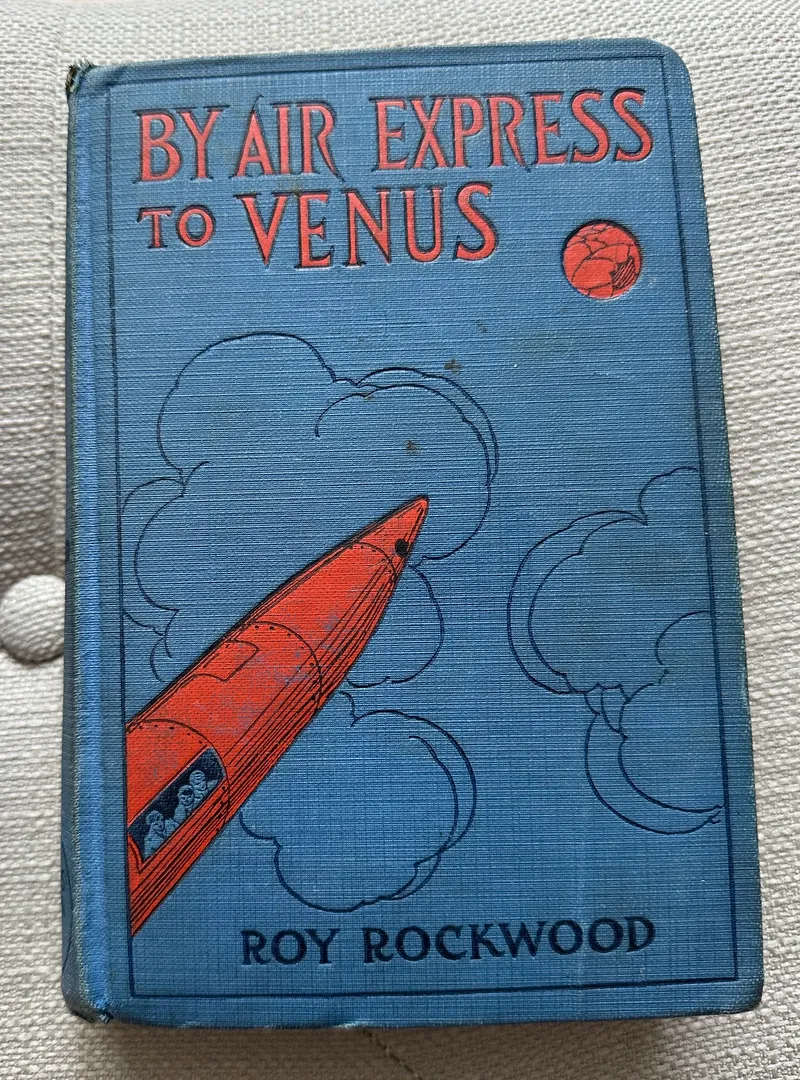 BY AIR EXPRESS
TO VENUS
ROY ROCKWOOD